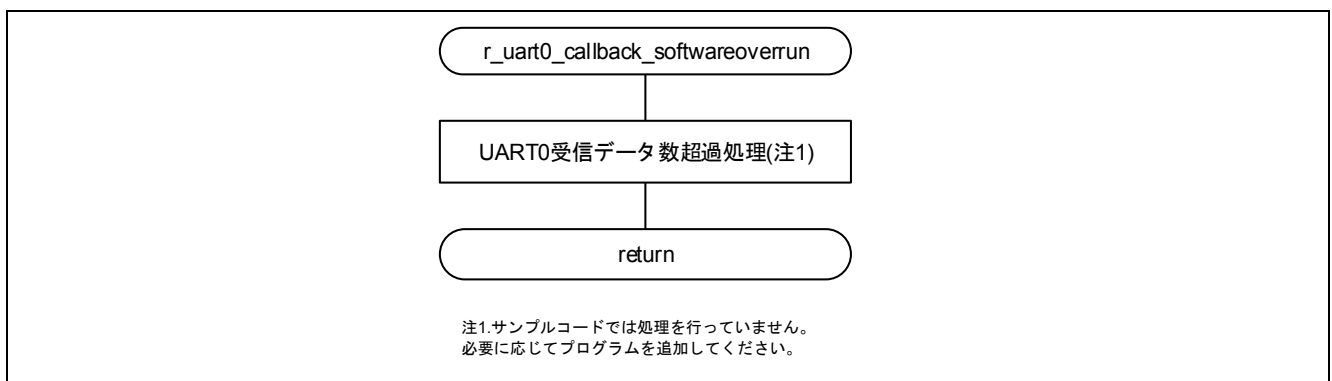 r_uart0_callback_softwareoverrun
UART0受信データ数超過処理(注1)
return
注1.サンプルコードでは処理を行っていません。
必要に応じてプログラムを追加してください。